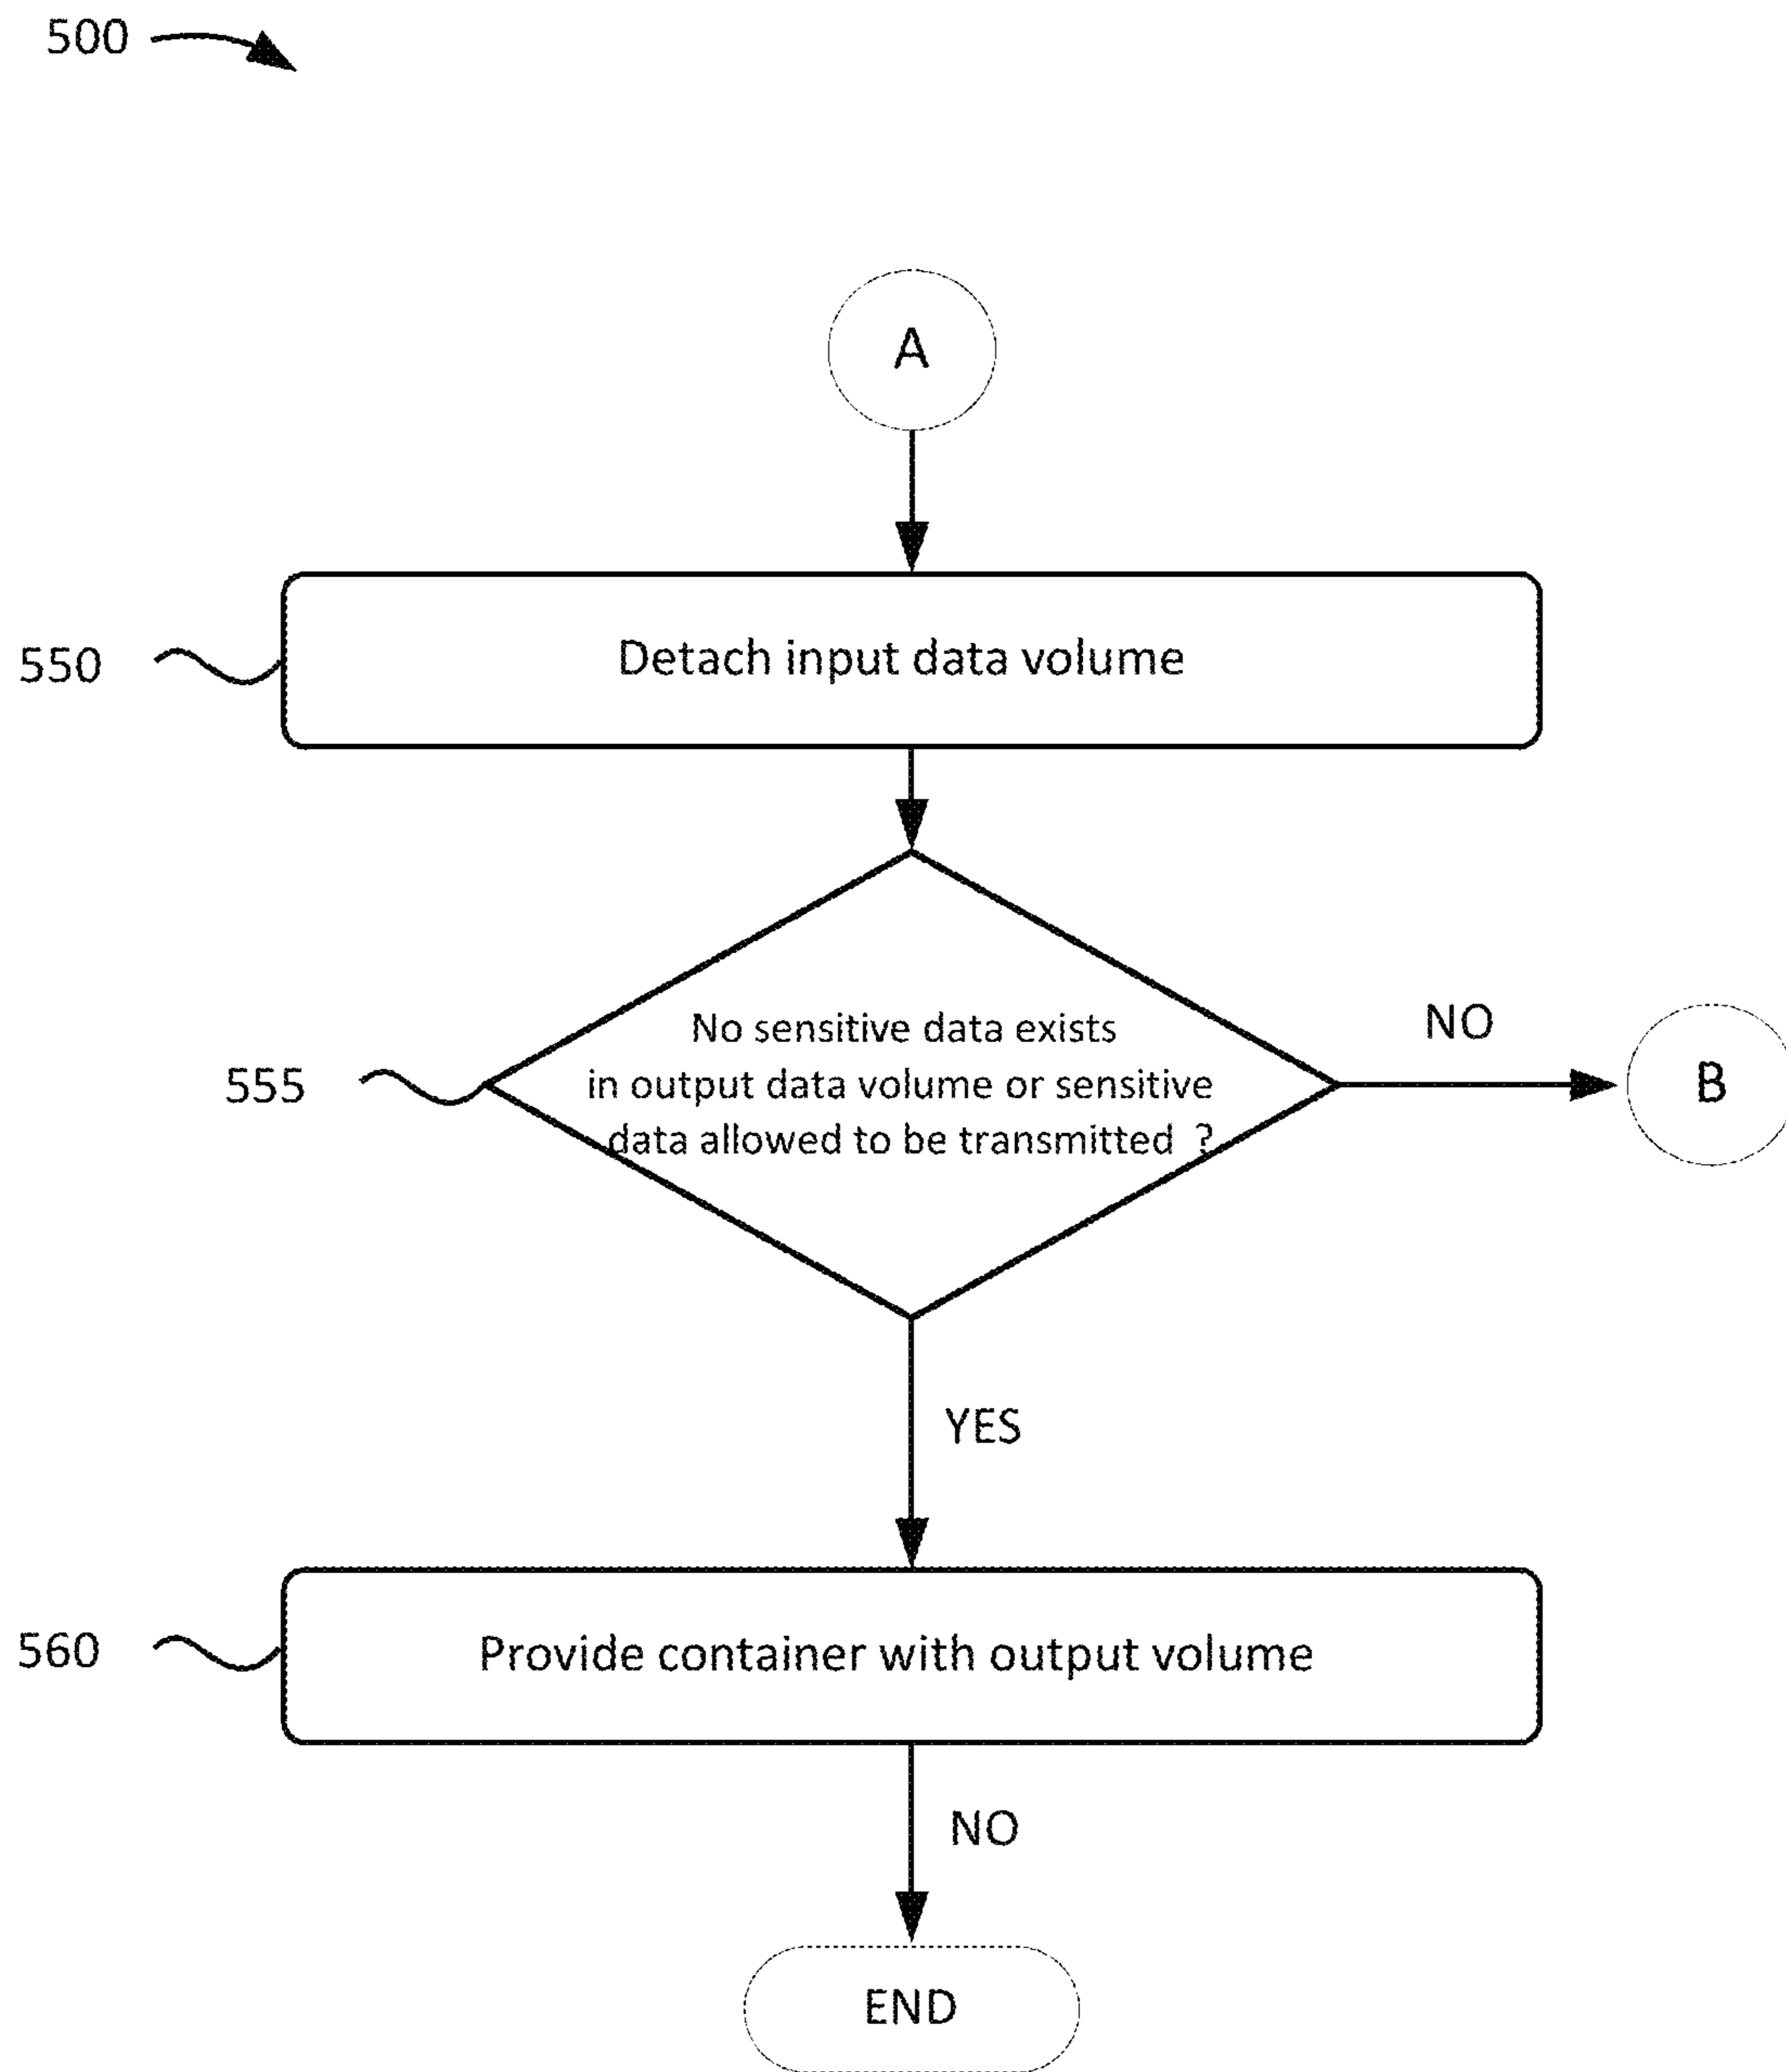 500
A
550
Detach input data volume
No sensitive data exists
in output data volume or sensitive
data allowed to be transmitted ?
555
NO
B
YES
560
Provide container with output volume
NO
END